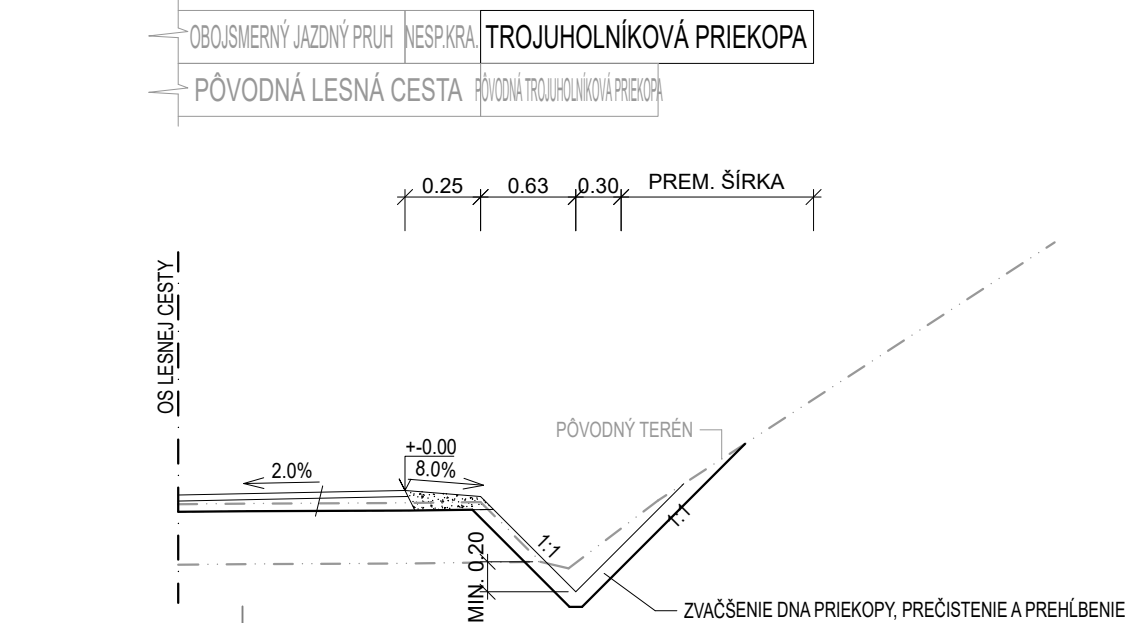 OBOJSMERNÝ JAZDNÝ PRUH NESP.KRA. TROJUHOLNÍKOVÁ PRIEKOPA
PÔVODNÁ LESNÁ CESTA PÔVODNÁ TROJUHOLNÍKOVÁ PRIEKOPA
0.25 0.63 0.30 PREM. ŠÍRKA
OS LESNEJ CESTY
PÔVODNÝ TERÉN
+-0.00
2.0% 8.0%
1:1
1:1
MIN. 0.20
ZVAČŠENIE DNA PRIEKOPY, PREČISTENIE A PREHĹBENIE